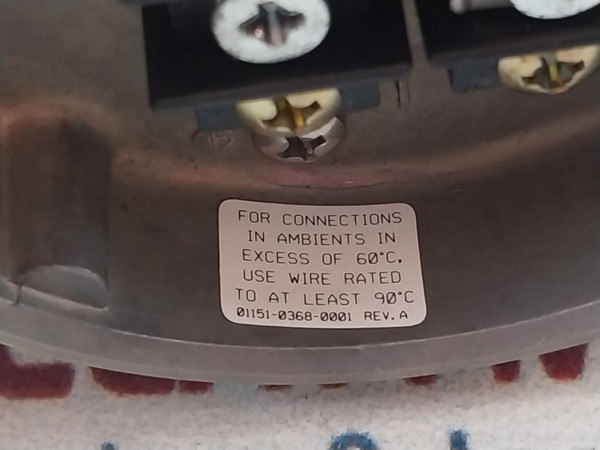 FOR CONNECTIONS
IN AMBIENTS IN
EXCESS OF 60°C.
USE WIRE RATED
TO AT LEAST 90°C
01151-0368-0001 REV. A